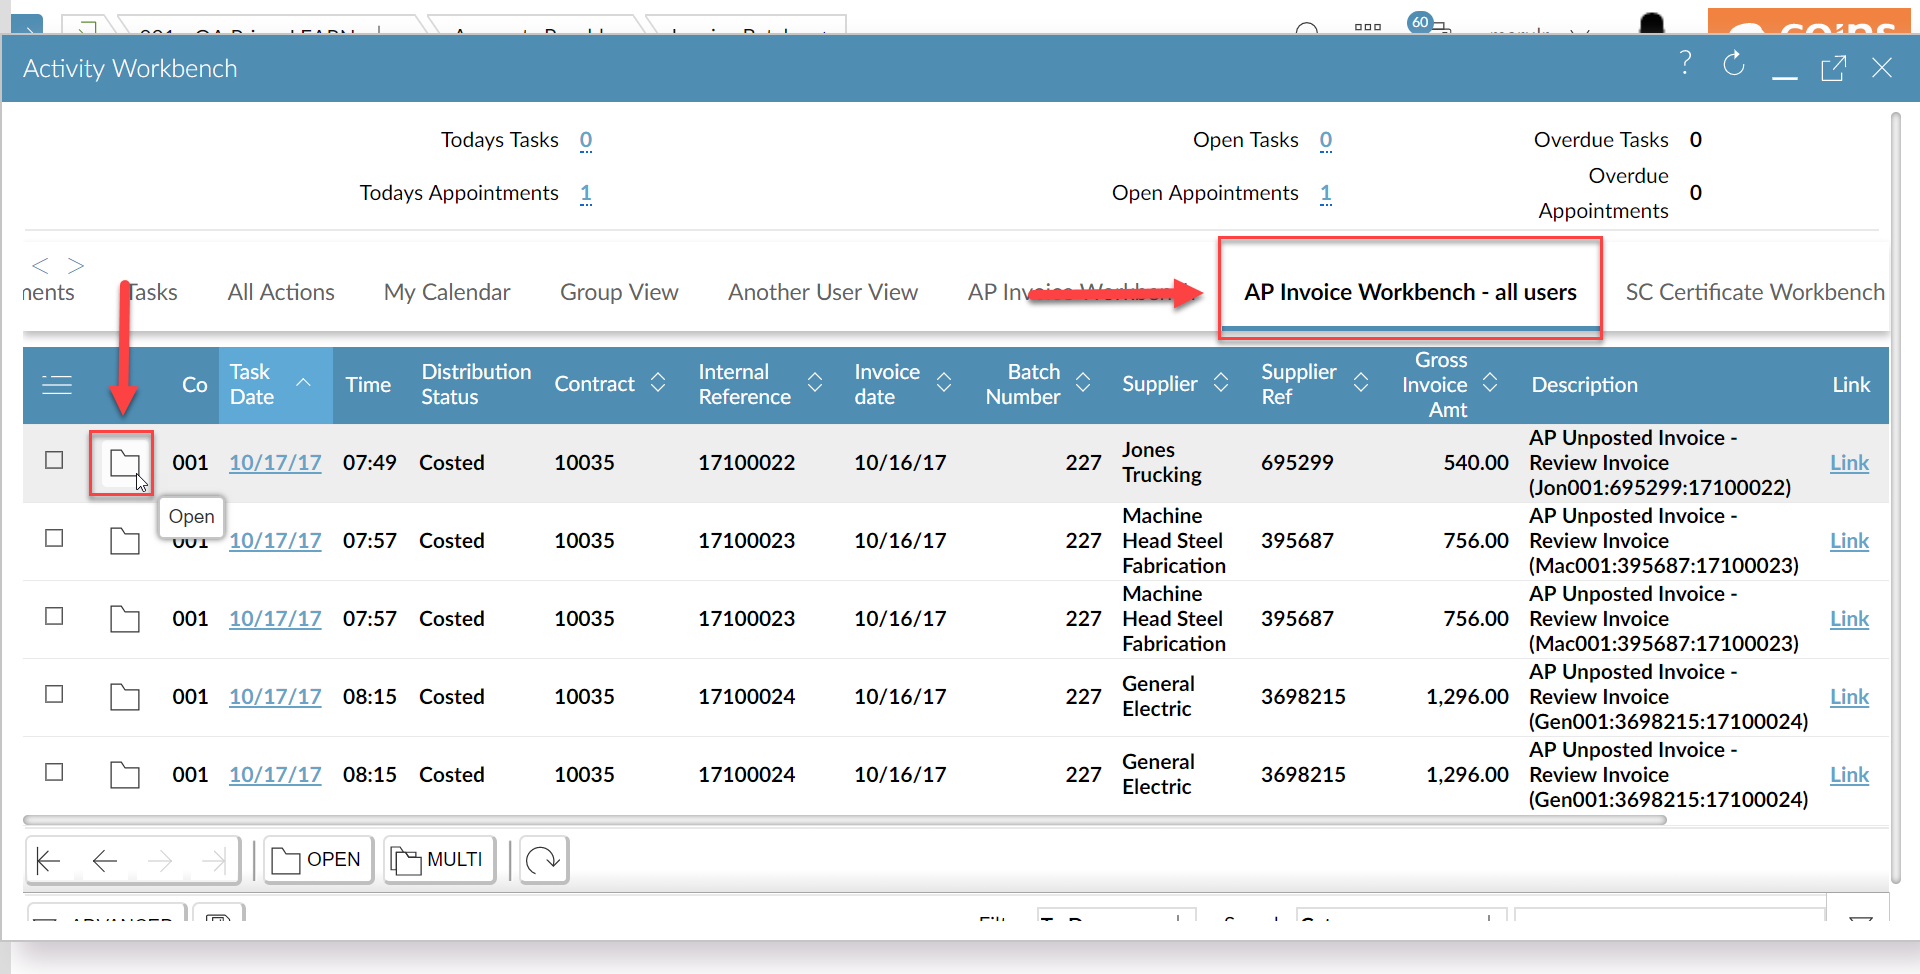 60
coins
Activity Workbench
?
Todays Tasks 0
Open Tasks 0
Overdue Tasks 0
Todays Appointments 1
Open Appointments 1
Overdue
Appointments
0
< >
nents
Tasks
All Actions
My Calendar
Group View
Another User View
AP Invoice Workbench
AP Invoice Workbench - all users
SC Certificate Workbench
Co
Task
Date
Time
Distribution
Status
Contract
Internal
Reference
Invoice
date
Batch
Number
Supplier
Supplier
Ref
Gross
Invoice
Amt
Description
Link
001 10/17/17 07:49 Costed 10035 17100022 10/16/17 227
Jones
Trucking
695299 540.00
AP Unposted Invoice -
Review Invoice
(Jon001:695299:17100022)
Link
Open
001 10/17/17 07:57 Costed 10035 17100023 10/16/17 227
Machine
Head Steel
Fabrication
395687 756.00
AP Unposted Invoice -
Review Invoice
(Mac001:395687:17100023)
Link
001 10/17/17 07:57 Costed 10035 17100023 10/16/17 227
Machine
Head Steel
Fabrication
395687 756.00
AP Unposted Invoice -
Review Invoice
(Mac001:395687:17100023)
Link
001 10/17/17 08:15 Costed 10035 17100024 10/16/17 227
General
Electric
3698215 1,296.00
AP Unposted Invoice -
Review Invoice
(Gen001:3698215:17100024)
Link
001 10/17/17 08:15 Costed 10035 17100024 10/16/17 227
General
Electric
3698215 1,296.00
AP Unposted Invoice -
Review Invoice
(Gen001:3698215:17100024)
Link
OPEN
MULTI
ADVANCED